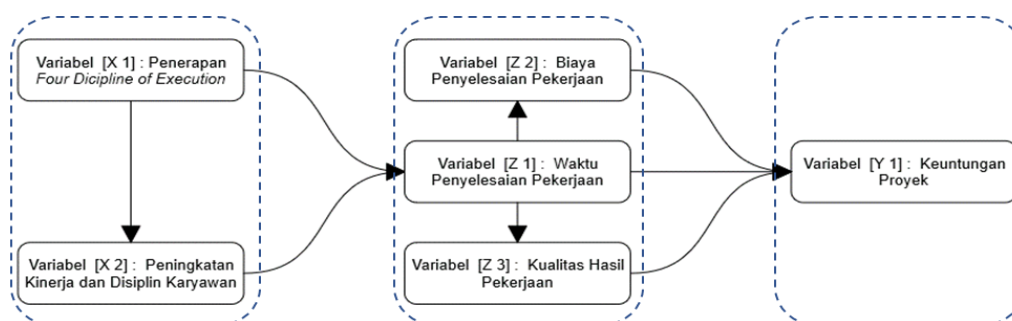 Variabel [X 1] : Penerapan
Four Dicipline of Execution
Variabel [X 2] : Peningkatan
Kinerja dan Disiplin Karyawan
Variabel [Z 2] : Biaya
Penyelesaian Pekerjaan
Variabel [Z 1] : Waktu
Penyelesaian Pekerjaan
Variabel [Z 3] : Kualitas Hasil
Pekerjaan
Variabel [Y 1] : Keuntungan
Proyek